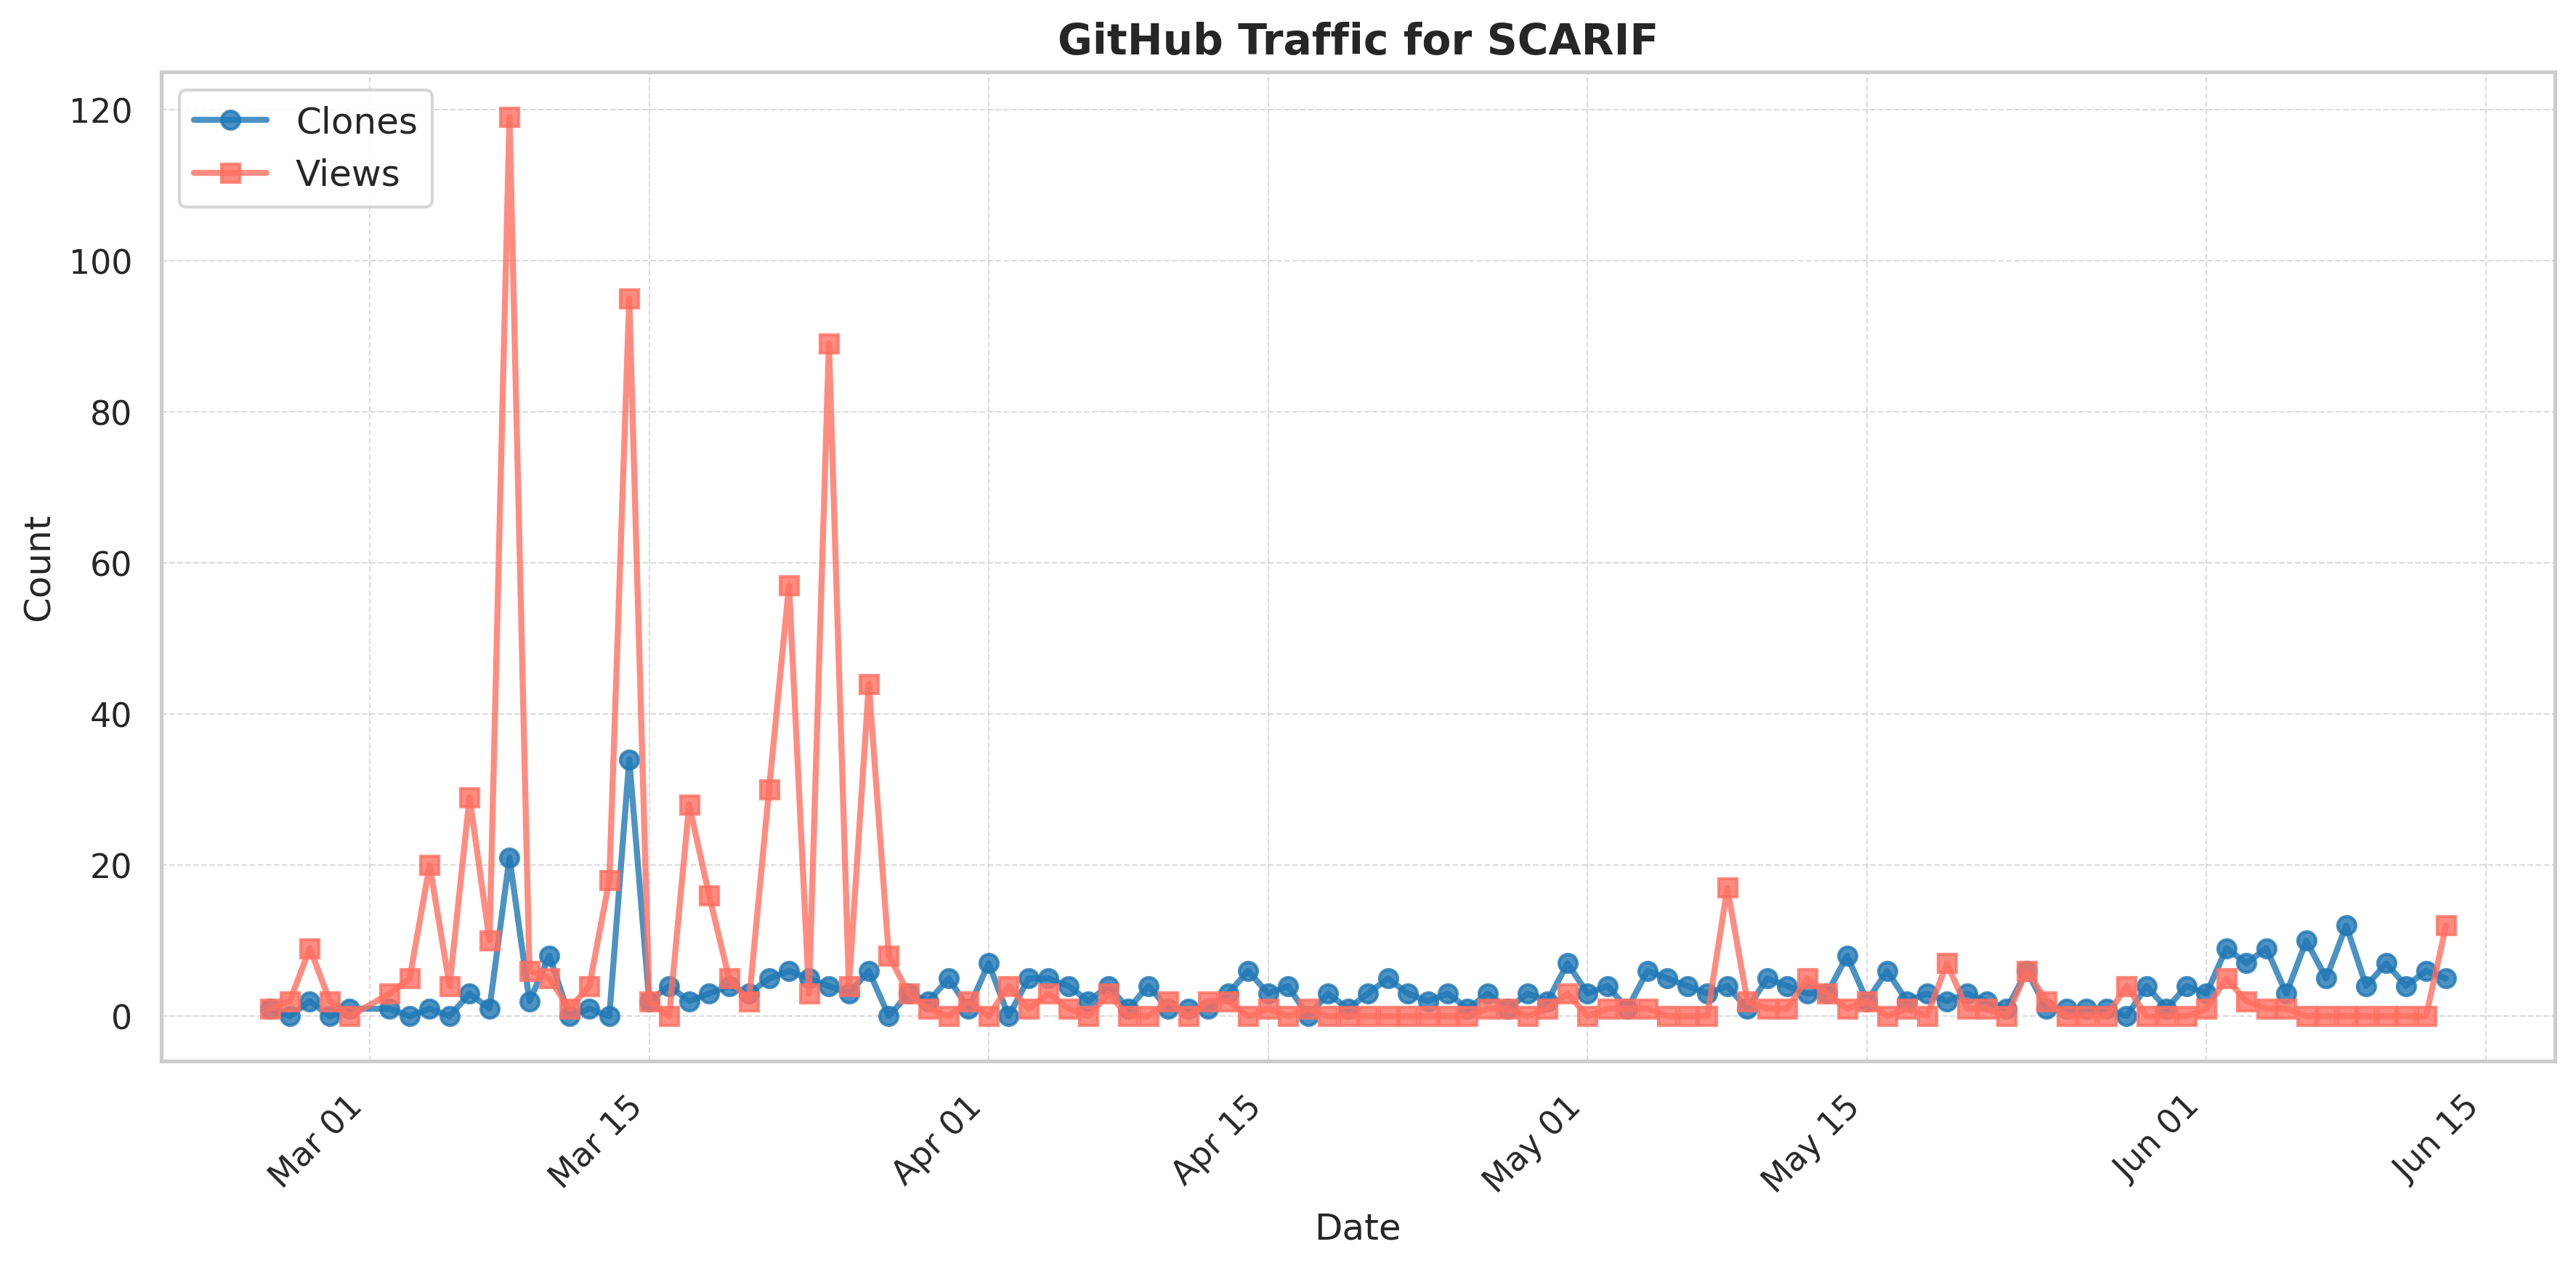 GitHub Traffic for SCARIF
Clones
Views
120
100
80
60
40
20
0
Count
Mar 01
Mar 15
Apr 01
Apr 15
May 01
May 15
Jun 01
Jun 15
Date